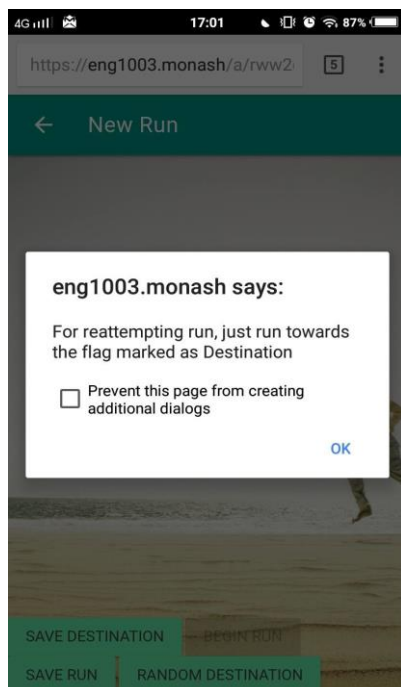 4G 17:01 87%
https://eng1003.monash/a/rww2 5
New Run
eng1003.monash says:
For reattempting run, just run towards
the flag marked as Destination
Prevent this page from creating
additional dialogs
OK
SAVE DESTINATION BEGIN RUN
SAVE RUN RANDOM DESTINATION